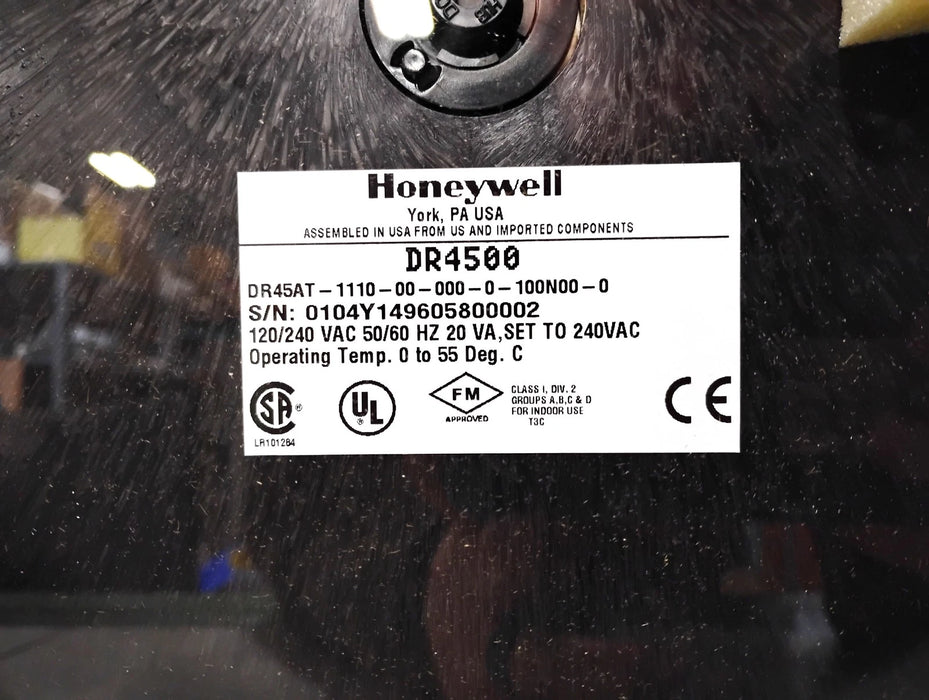 Honeywell
York, PA USA
ASSEMBLED IN USA FROM US AND IMPORTED COMPONENTS
DR4500
DR45AT-1110-00-000-0-100N00-0
S/N: 0104Y149605800002
120/240 VAC 50/60 HZ 20 VA,SET TO 240VAC
Operating Temp. 0 to 55 Deg. C
SA ®
LR101284
UL ®
FM
APPROVED
CLASS I, DIV. 2
GROUPS A,B,C & D
FOR INDOOR USE
T3C
CE